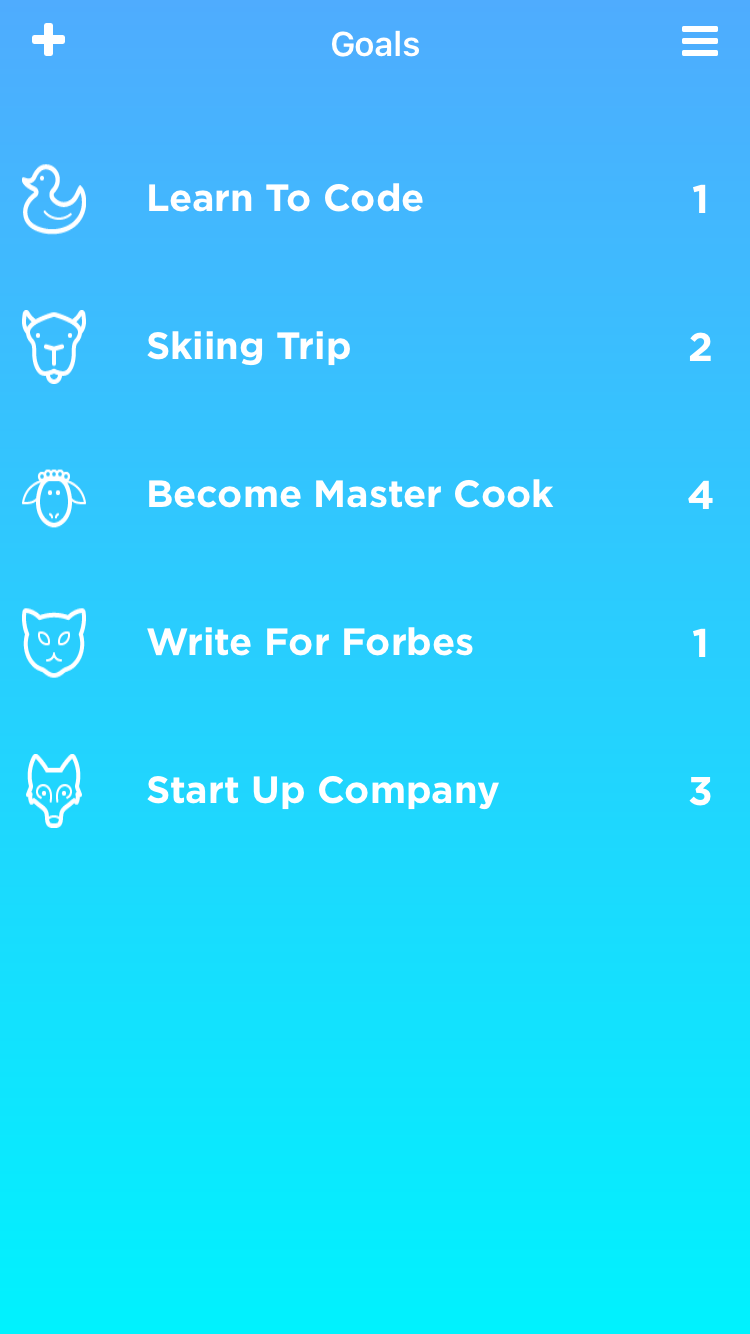 Goals
Learn To Code 1
Skiing Trip 2
Become Master Cook 4
Write For Forbes 1
Start Up Company 3